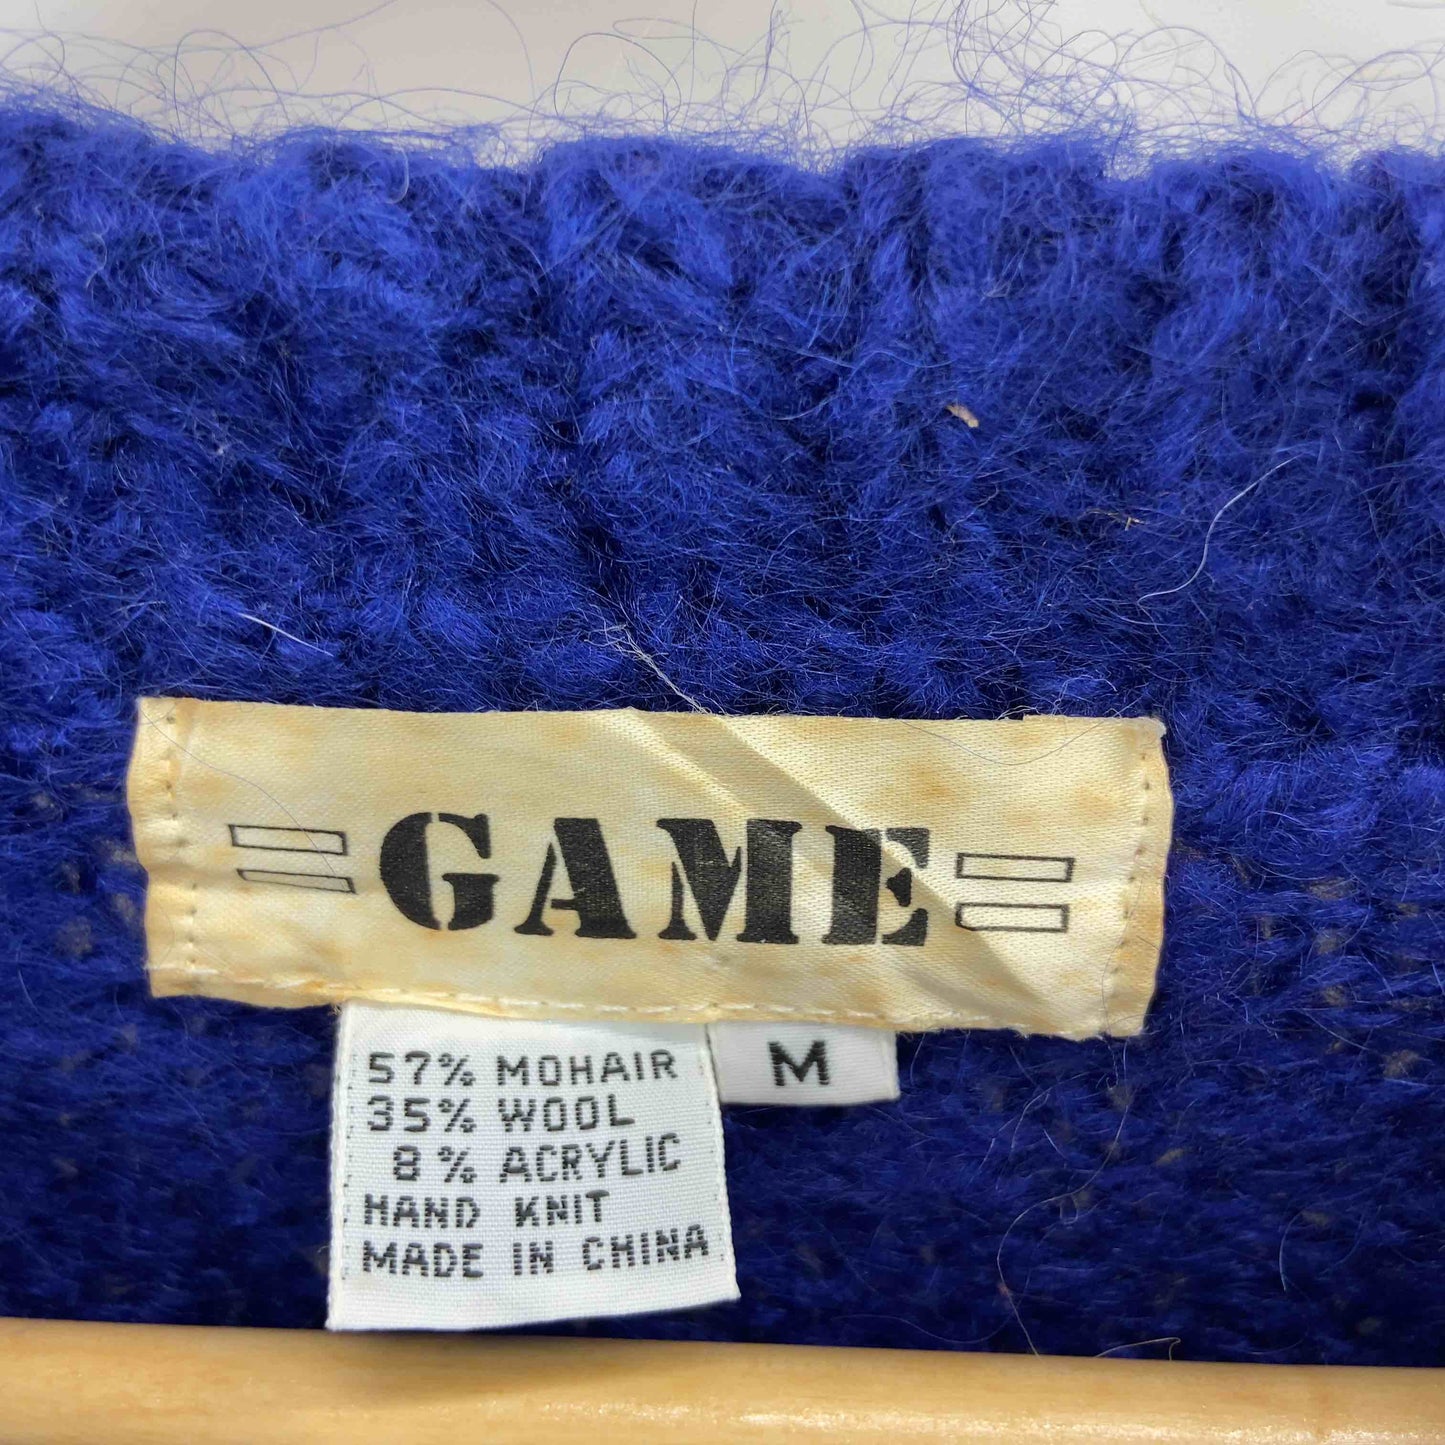 GAME
M
57% MOHAIR
35% WOOL
8% ACRYLIC
HAND KNIT
MADE IN CHINA